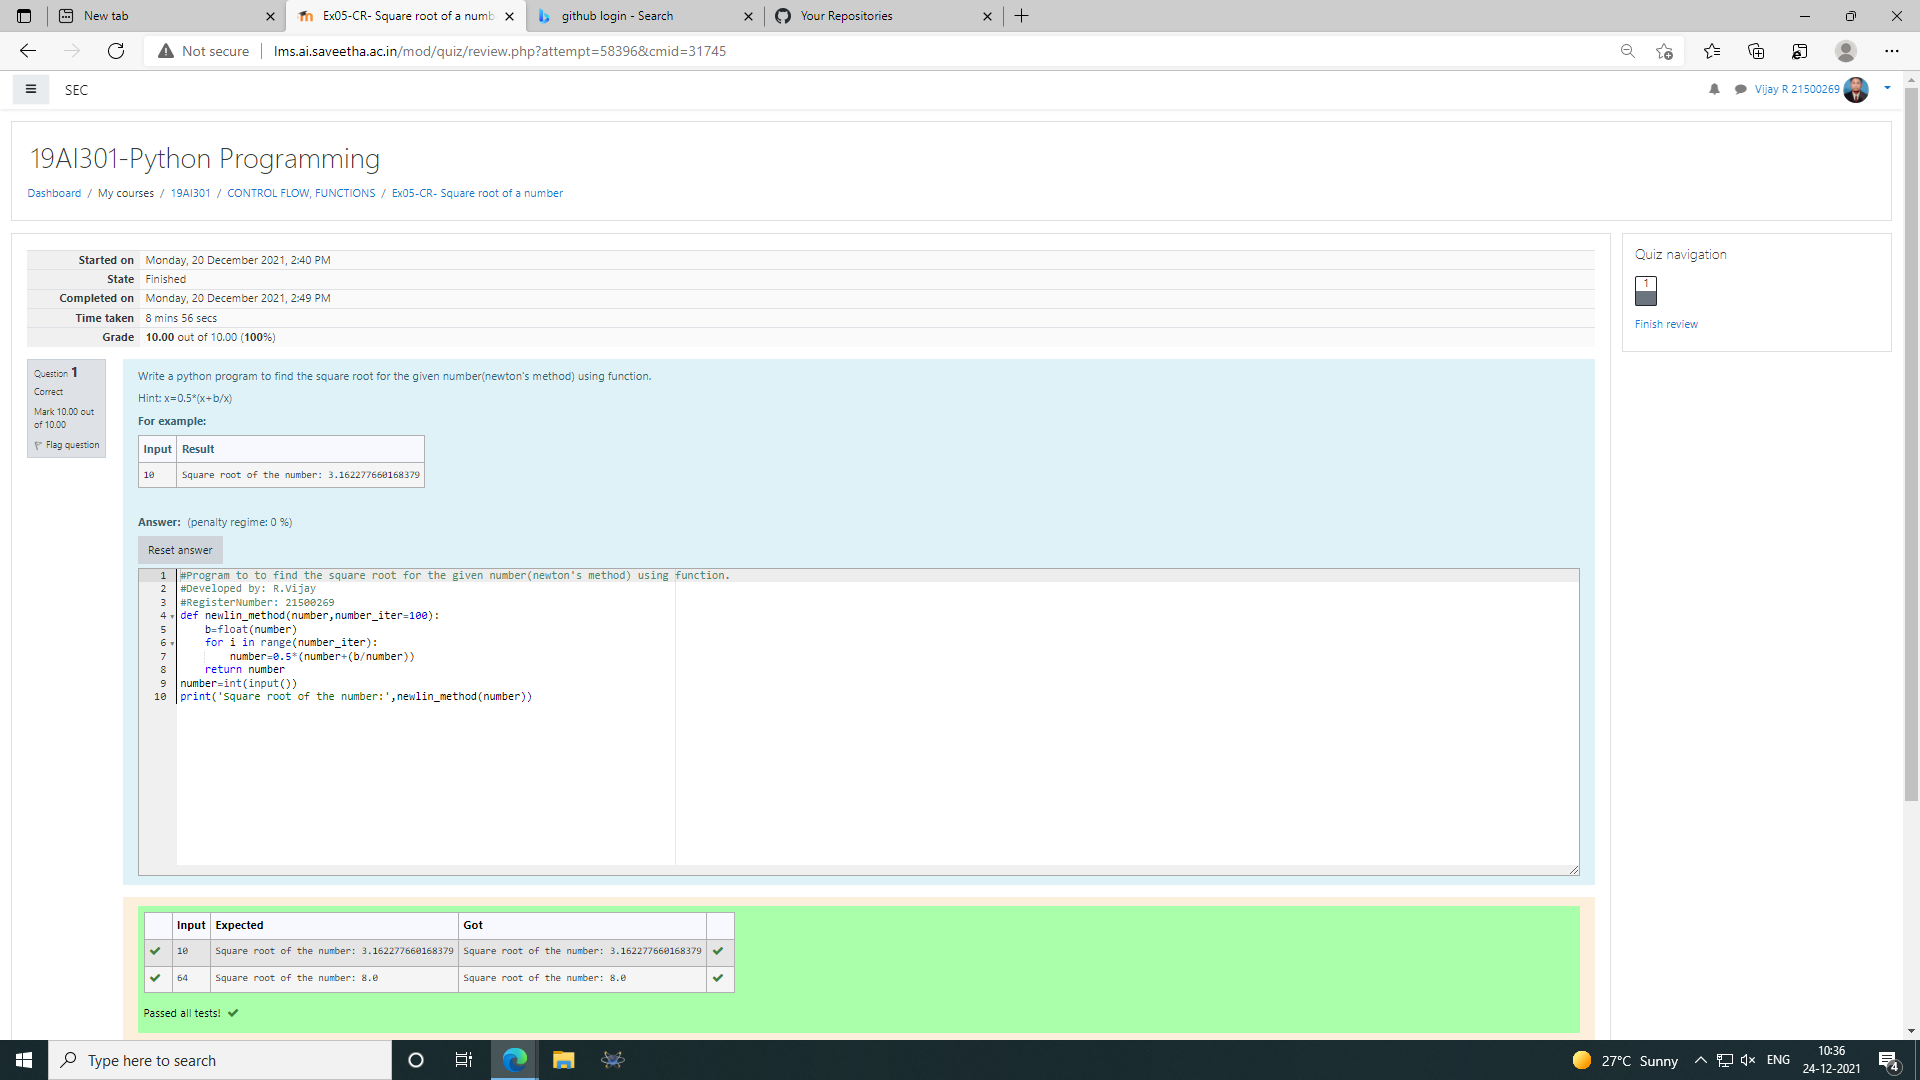 New tab
Ex05-CR- Square root of a numb
github login - Search
Your Repositories
Not secure
lms.ai.saveetha.ac.in/mod/quiz/review.php?attempt=58396&cmid=31745
SEC
Vijay R 21500269
19AI301-Python Programming
Dashboard / My courses / 19AI301 / CONTROL FLOW, FUNCTIONS / Ex05-CR- Square root of a number
Started on Monday, 20 December 2021, 2:40 PM
State Finished
Completed on Monday, 20 December 2021, 2:49 PM
Time taken 8 mins 56 secs
Grade 10.00 out of 10.00 (100%)
Quiz navigation
1
Finish review
Question 1
Correct
Mark 10.00 out
of 10.00
Flag question
Write a python program to find the square root for the given number(newton's method) using function.
Hint: x=0.5*(x+b/x)
For example:
Input Result
10 Square root of the number: 3.162277660168379
Answer: (penalty regime: 0 %)
Reset answer
1 #Program to to find the square root for the given number(newton's method) using function.
2 #Developed by: R.Vijay
3 #RegisterNumber: 21500269
4 def newlin_method(number,number_iter=100):
5 b=float(number)
6 for i in range(number_iter):
7 number=0.5*(number+(b/number))
8 return number
9 number=int(input())
10 print('Square root of the number:',newlin_method(number))
Input Expected Got
10 Square root of the number: 3.162277660168379 Square root of the number: 3.162277660168379
64 Square root of the number: 8.0 Square root of the number: 8.0
Passed all tests!
Type here to search
27°C Sunny
ENG
10:36
24-12-2021
4